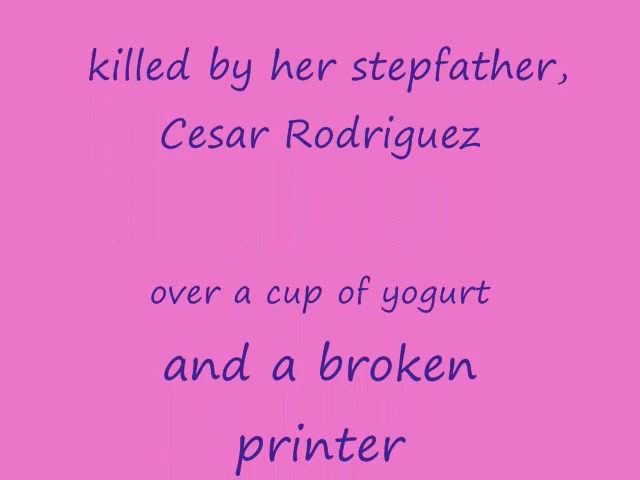 killed by her stepfather,
Cesar Rodriguez
over a cup of yogurt
and a broken
printer